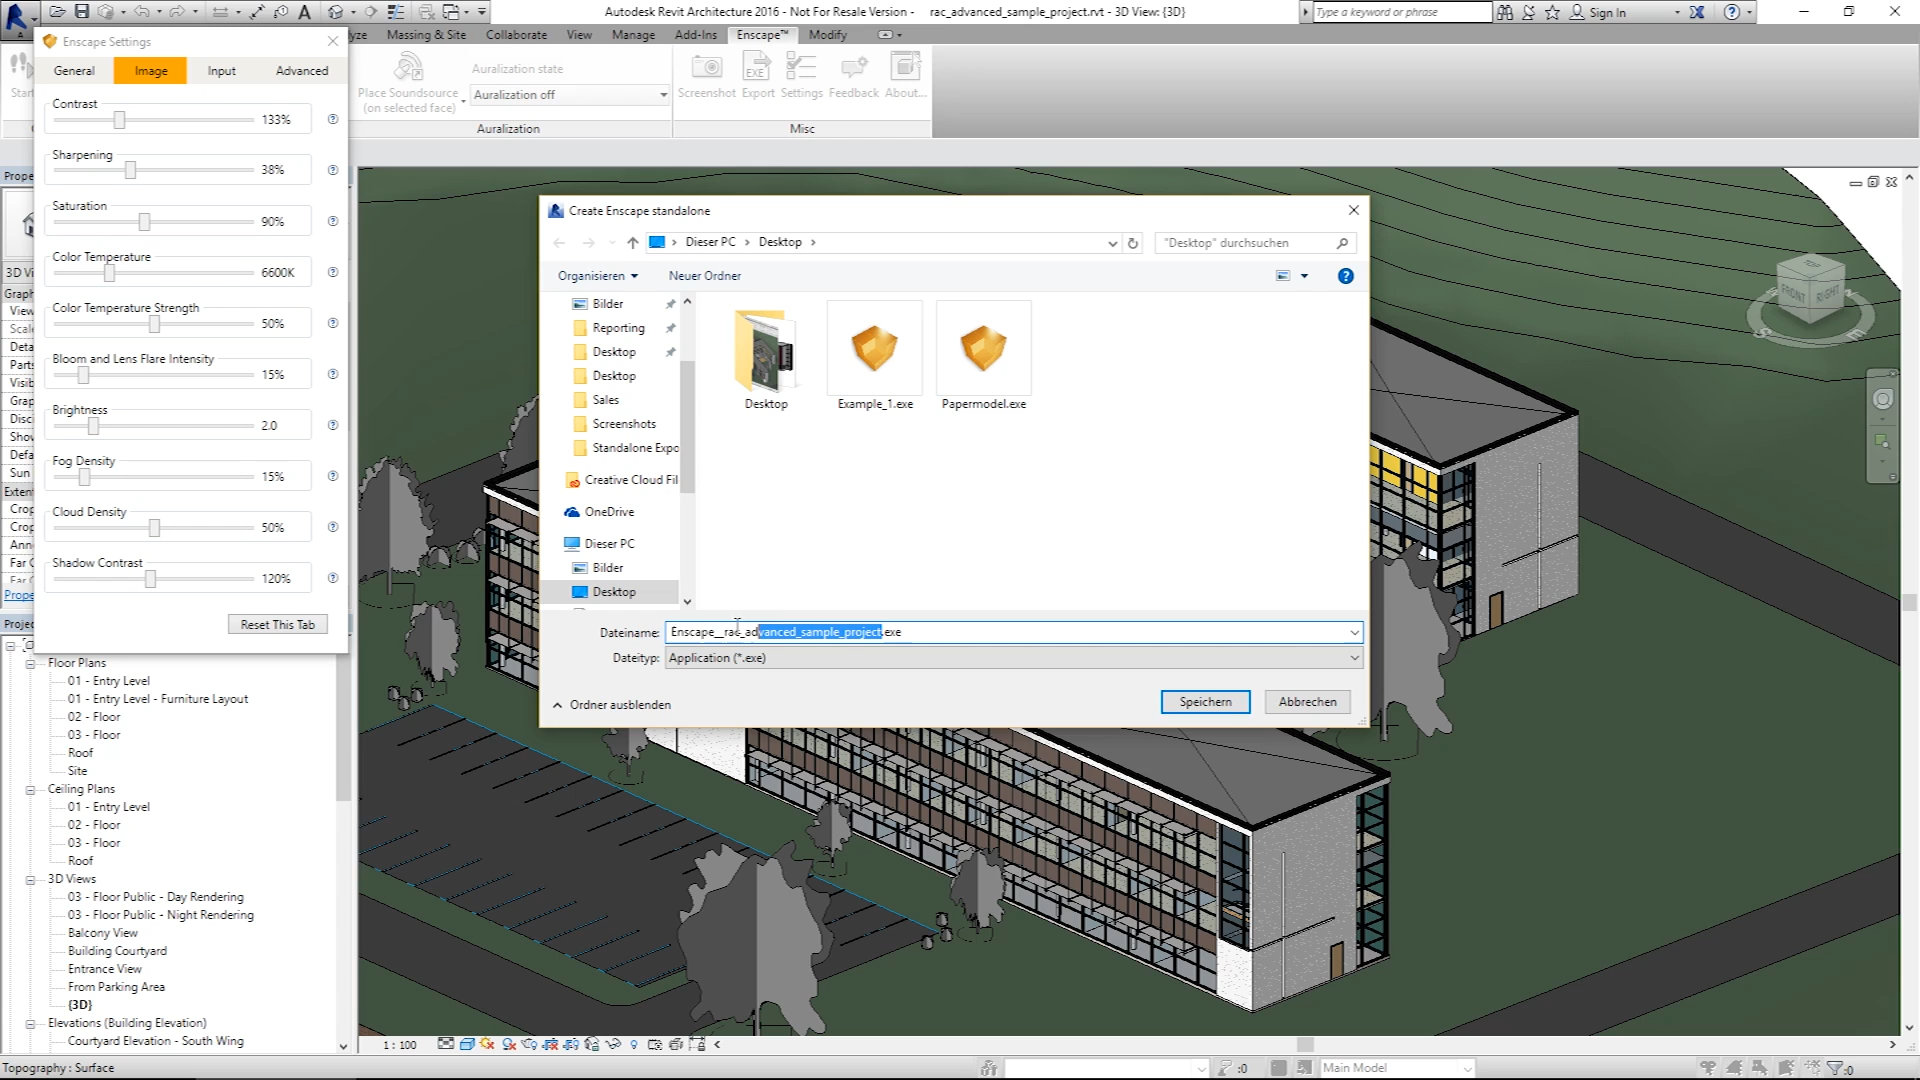 Autodesk Revit Architecture 2016 - Not For Resale Version - rac_advanced_sample_project.rvt - 3D View: {3D}
Type a keyword or phrase
Sign In
Massing & Site
Collaborate
View
Manage
Add-Ins
Enscape™
Modify
Enscape Settings
General
Image
Input
Advanced
Place Soundsource
(on selected face)
Auralization state
Auralization off
Auralization
Screenshot
EXE
Export
Settings
Feedback
About...
Misc
Contrast
133%
Sharpening
38%
Saturation
90%
Color Temperature
6600K
Color Temperature Strength
50%
Bloom and Lens Flare Intensity
15%
Brightness
2.0
Fog Density
15%
Cloud Density
50%
Shadow Contrast
120%
Reset This Tab
Create Enscape standalone
Dieser PC
Desktop
"Desktop" durchsuchen
Organisieren
Neuer Ordner
Bilder
Reporting
Desktop
Desktop
Sales
Screenshots
Standalone Expo
Creative Cloud Fil
OneDrive
Dieser PC
Bilder
Desktop
Desktop
Example_1.exe
Papermodel.exe
Dateiname: Enscape__rac_advanced_sample_project.exe
Dateityp: Application (*.exe)
Ordner ausblenden
Speichern
Abbrechen
TOP
FRONT
RIGHT
Floor Plans
01 - Entry Level
01 - Entry Level - Furniture Layout
02 - Floor
03 - Floor
Roof
Site
Ceiling Plans
01 - Entry Level
02 - Floor
03 - Floor
Roof
3D Views
03 - Floor Public - Day Rendering
03 - Floor Public - Night Rendering
Balcony View
Building Courtyard
Entrance View
From Parking Area
{3D}
Elevations (Building Elevation)
Courtyard Elevation - South Wing
1 : 100
Topography : Surface
:0
Main Model
:0